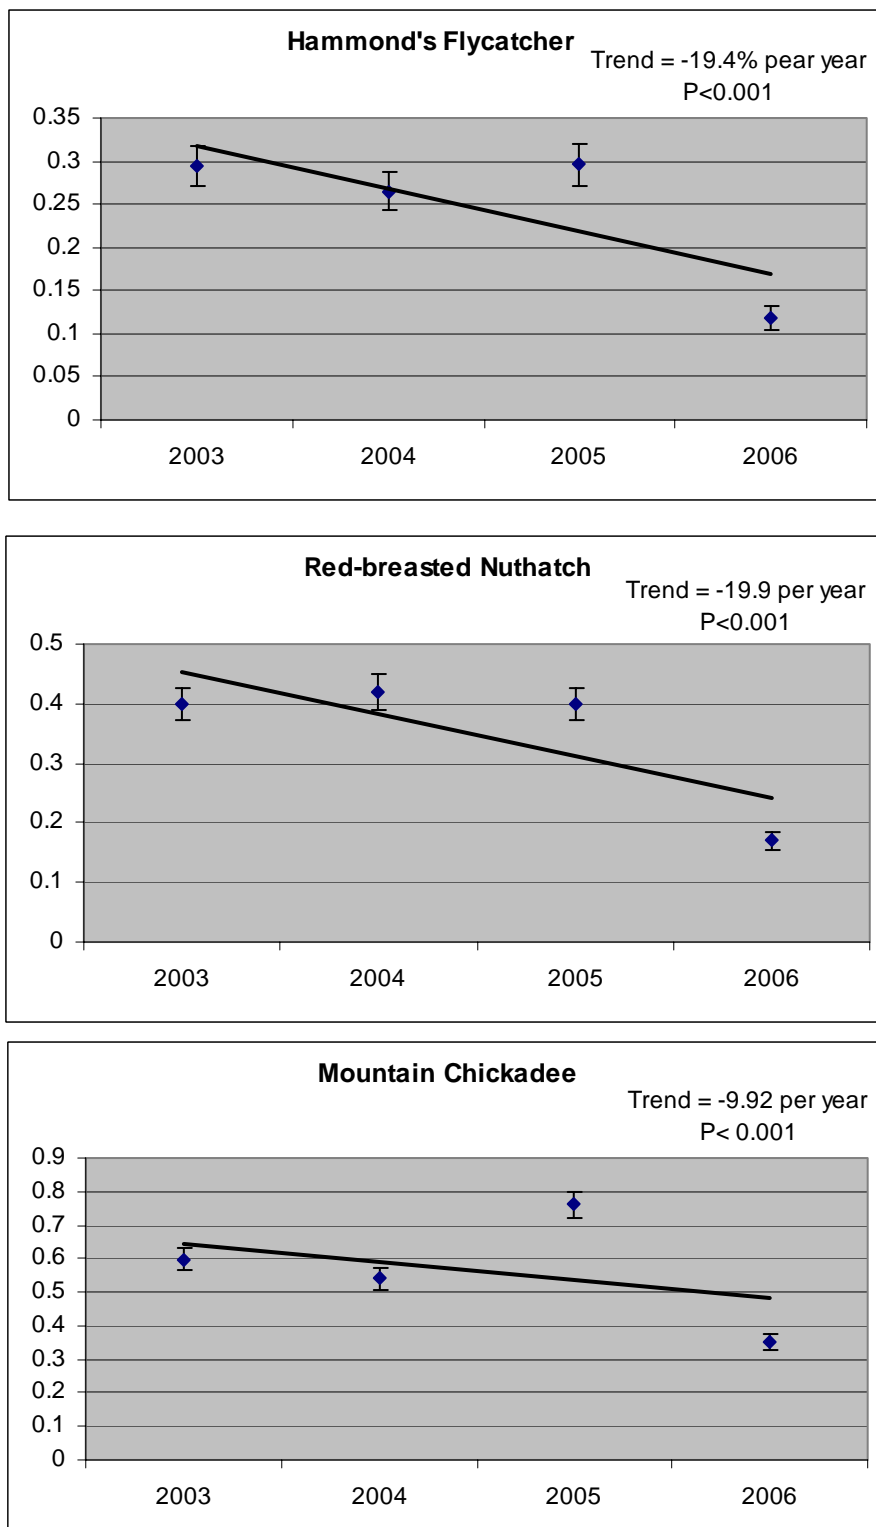 Hammond's Flycatcher
Trend = -19.4% pear year
P<0.001
0.35
0.3
0.25
0.2
0.15
0.1
0.05
0
2003 2004 2005 2006
Red-breasted Nuthatch
Trend = -19.9 per year
P<0.001
0.5
0.4
0.3
0.2
0.1
0
2003 2004 2005 2006
Mountain Chickadee
Trend = -9.92 per year
P< 0.001
0.9
0.8
0.7
0.6
0.5
0.4
0.3
0.2
0.1
0
2003 2004 2005 2006